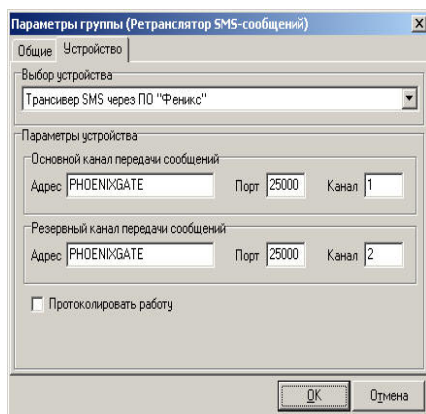 Параметры группы (Ретранслятор SMS-сообщений)
Общие Устройство
Выбор устройства
Трансивер SMS через ПО "Феникс"
Параметры устройства
Основной канал передачи сообщений
Адрес PHOENIXGATE Порт 25000 Канал 1
Резервный канал передачи сообщений
Адрес PHOENIXGATE Порт 25000 Канал 2
Протоколировать работу
OK Отмена